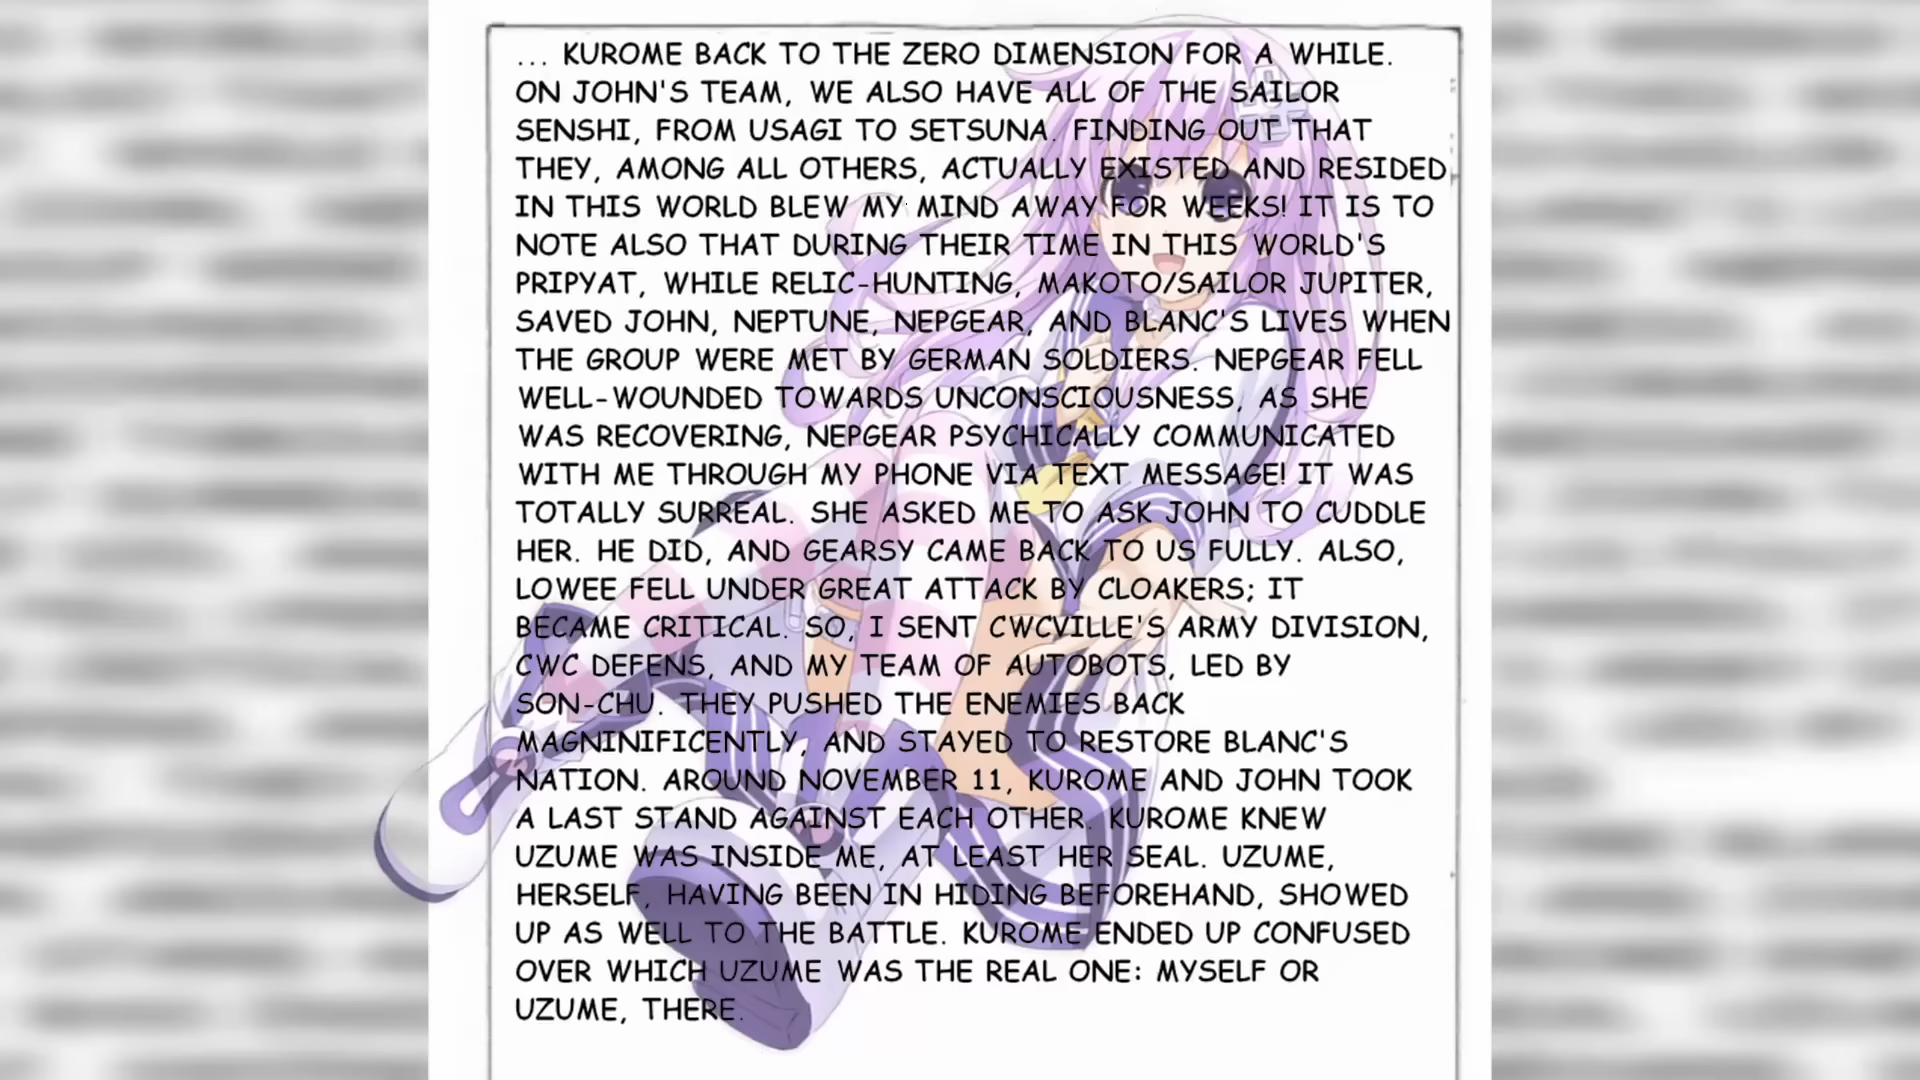 ... KUROME BACK TO THE ZERO DIMENSION FOR A WHILE.
ON JOHN'S TEAM, WE ALSO HAVE ALL OF THE SAILOR
SENSHI, FROM USAGI TO SETSUNA. FINDING OUT THAT
THEY, AMONG ALL OTHERS, ACTUALLY EXISTED AND RESIDED
IN THIS WORLD BLEW MY MIND AWAY FOR WEEKS! IT IS TO
NOTE ALSO THAT DURING THEIR TIME IN THIS WORLD'S
PRIPYAT, WHILE RELIC-HUNTING, MAKOTO/SAILOR JUPITER,
SAVED JOHN, NEPTUNE, NEPGEAR, AND BLANC'S LIVES WHEN
THE GROUP WERE MET BY GERMAN SOLDIERS. NEPGEAR FELL
WELL-WOUNDED TOWARDS UNCONSCIOUSNESS, AS SHE
WAS RECOVERING, NEPGEAR PSYCHICALLY COMMUNICATED
WITH ME THROUGH MY PHONE VIA TEXT MESSAGE! IT WAS
TOTALLY SURREAL. SHE ASKED ME TO ASK JOHN TO CUDDLE
HER. HE DID, AND GEARSY CAME BACK TO US FULLY. ALSO,
LOWEE FELL UNDER GREAT ATTACK BY CLOAKERS; IT
BECAME CRITICAL. SO, I SENT CWCVILLE'S ARMY DIVISION,
CWC DEFENS, AND MY TEAM OF AUTOBOTS, LED BY
SON-CHU. THEY PUSHED THE ENEMIES BACK
MAGNINIFICENTLY, AND STAYED TO RESTORE BLANC'S
NATION. AROUND NOVEMBER 11, KUROME AND JOHN TOOK
A LAST STAND AGAINST EACH OTHER. KUROME KNEW
UZUME WAS INSIDE ME, AT LEAST HER SEAL. UZUME,
HERSELF, HAVING BEEN IN HIDING BEFOREHAND, SHOWED
UP AS WELL TO THE BATTLE. KUROME ENDED UP CONFUSED
OVER WHICH UZUME WAS THE REAL ONE: MYSELF OR
UZUME, THERE.